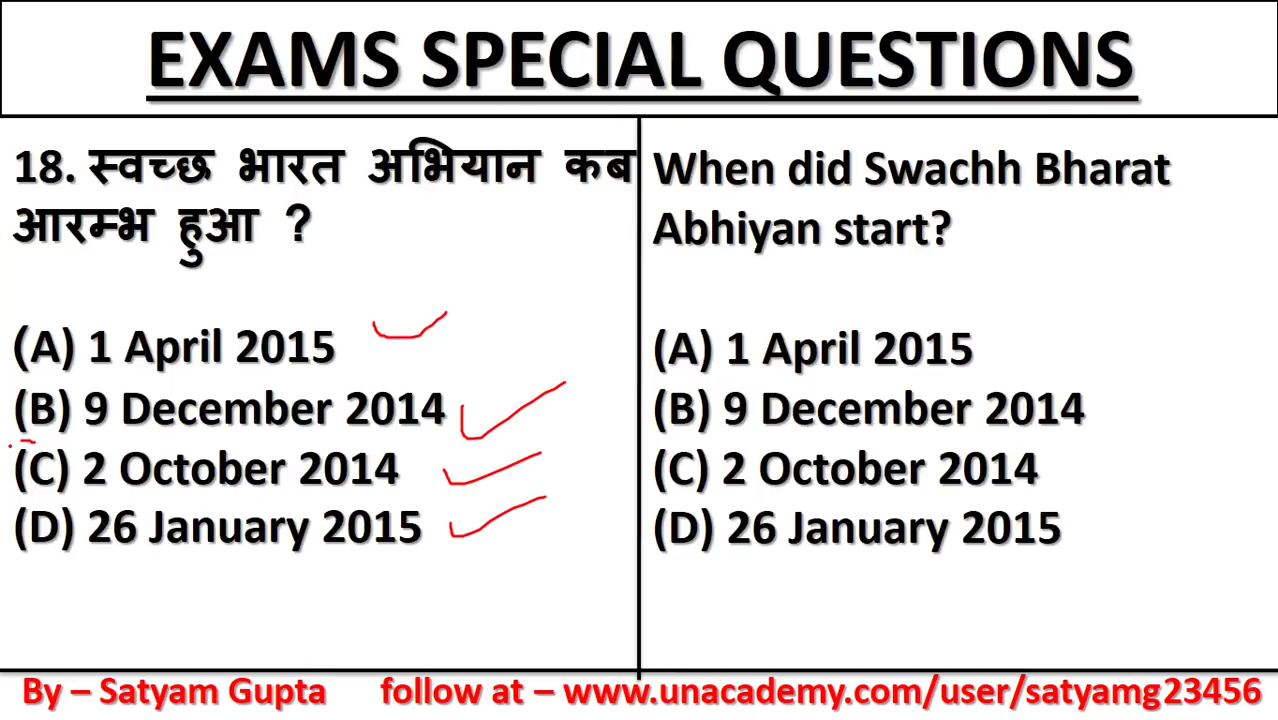 EXAMS SPECIAL QUESTIONS
18. स्वच्छ भारत अभियान कब
आरम्भ हुआ ?
(A) 1 April 2015
(B) 9 December 2014
(C) 2 October 2014
(D) 26 January 2015
When did Swachh Bharat
Abhiyan start?
(A) 1 April 2015
(B) 9 December 2014
(C) 2 October 2014
(D) 26 January 2015
By – Satyam Gupta follow at – www.unacademy.com/user/satyamg23456